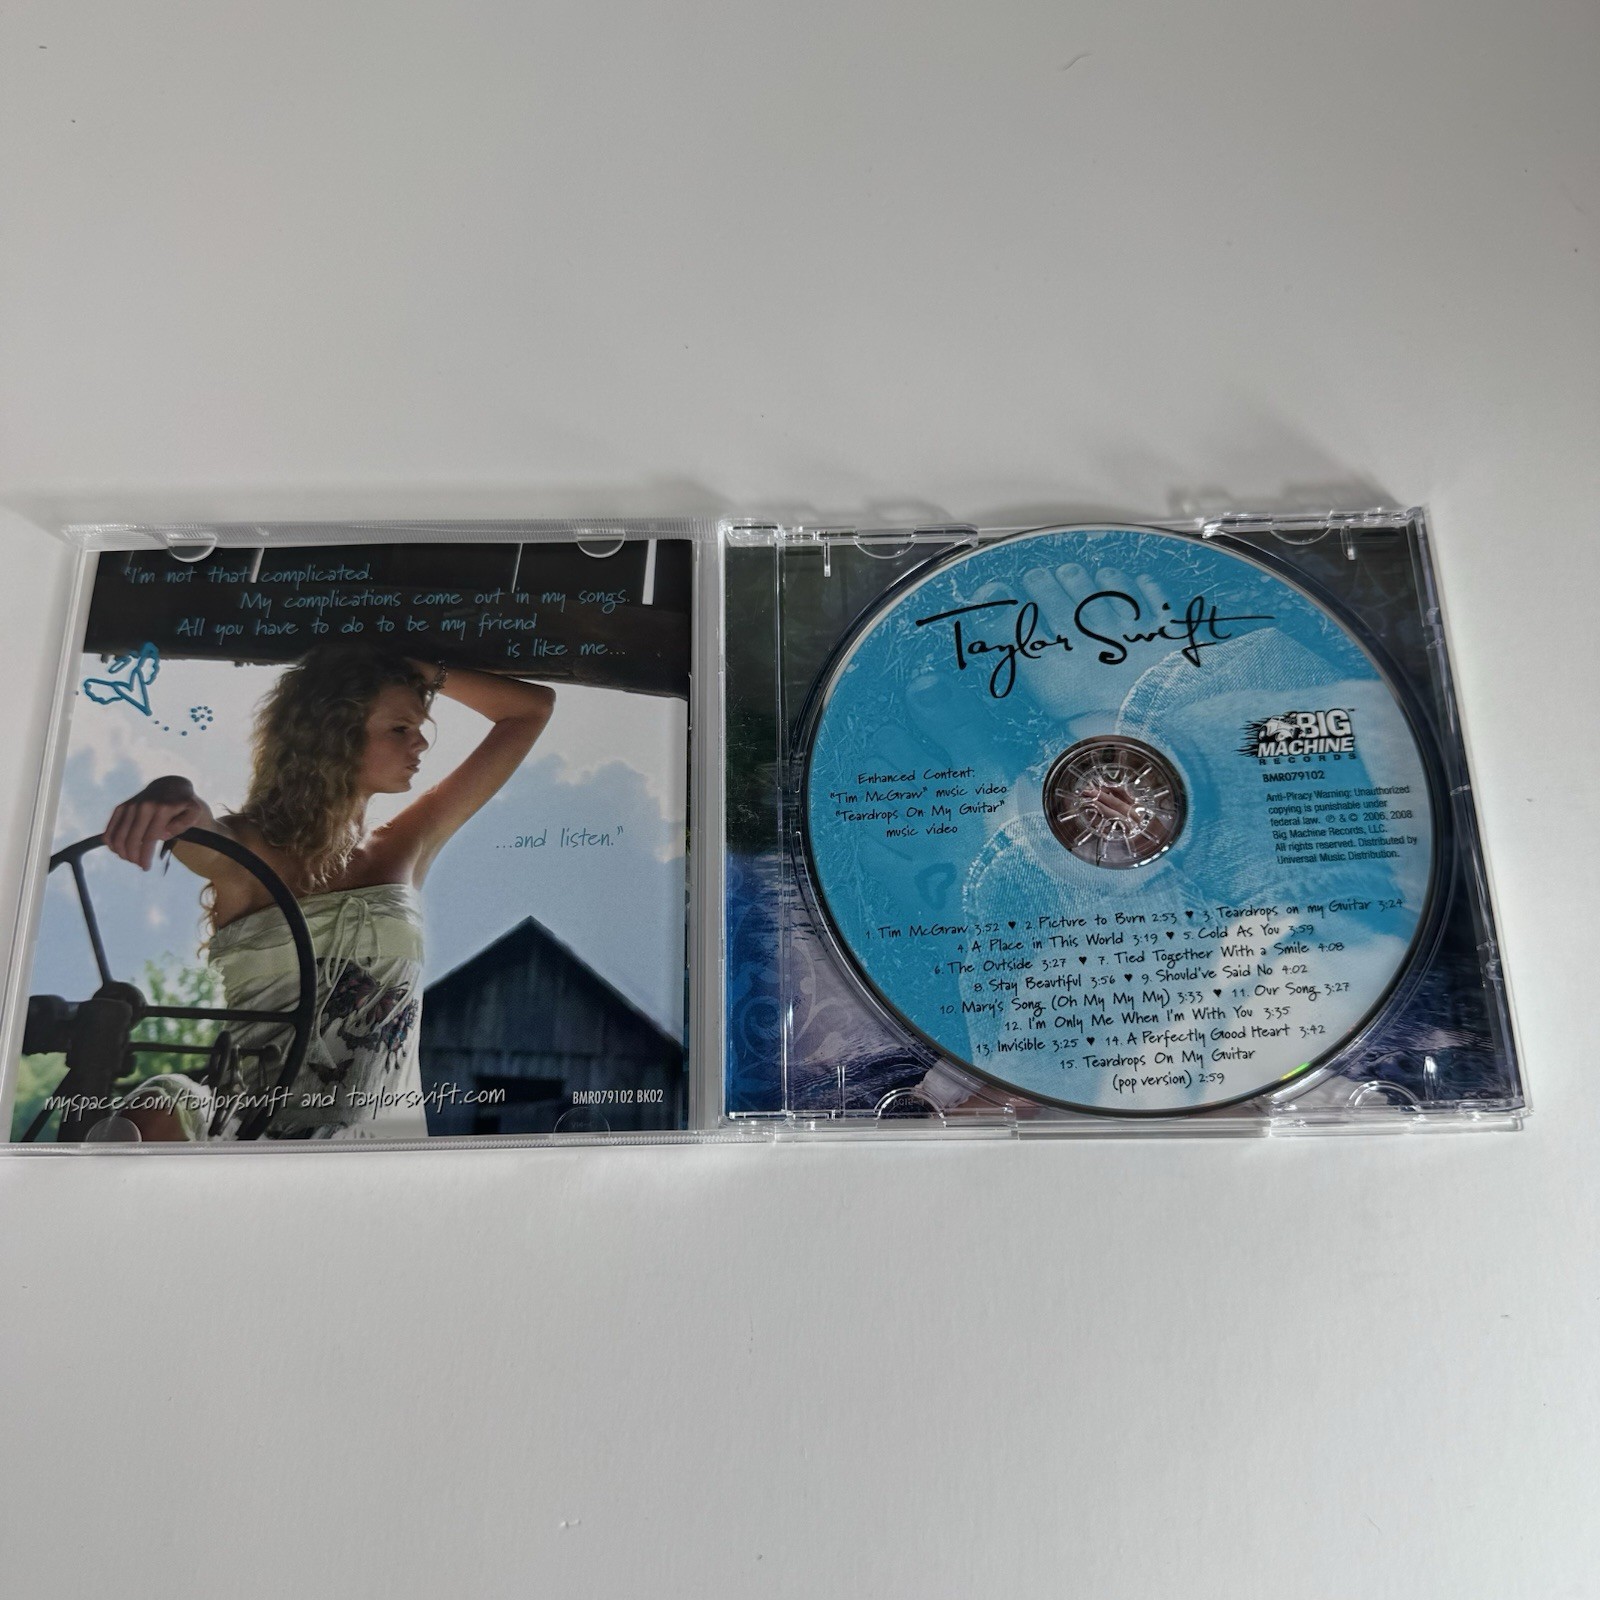 "I'm not that complicated.
My complications come out in my songs.
All you have to do to be my friend
is like me...
...and listen."
myspace.com/taylorswift and taylorswift.com
BMR079102 BK02
Taylor Swift
BIG
MACHINE
RECORDS
BMR079102
Anti-Piracy Warning: Unauthorized
copying is punishable under
federal law. ℗ & © 2006, 2008
Big Machine Records, LLC.
All rights reserved. Distributed by
Universal Music Distribution.
Enhanced Content:
"Tim McGraw" music video
"Teardrops On My Guitar"
music video
1. Tim McGraw 3:52 ♥ 2. Picture to Burn 2:53 ♥ 3. Teardrops on my Guitar 3:24
4. A Place in This World 3:19 ♥ 5. Cold As You 3:59
6. The Outside 3:27 ♥ 7. Tied Together With a Smile 4:08
8. Stay Beautiful 3:56 ♥ 9. Should've Said No 4:02
10. Mary's Song (Oh My My My) 3:33 ♥ 11. Our Song 3:27
12. I'm Only Me When I'm With You 3:35
13. Invisible 3:25 ♥ 14. A Perfectly Good Heart 3:42
15. Teardrops On My Guitar
(pop version) 2:59